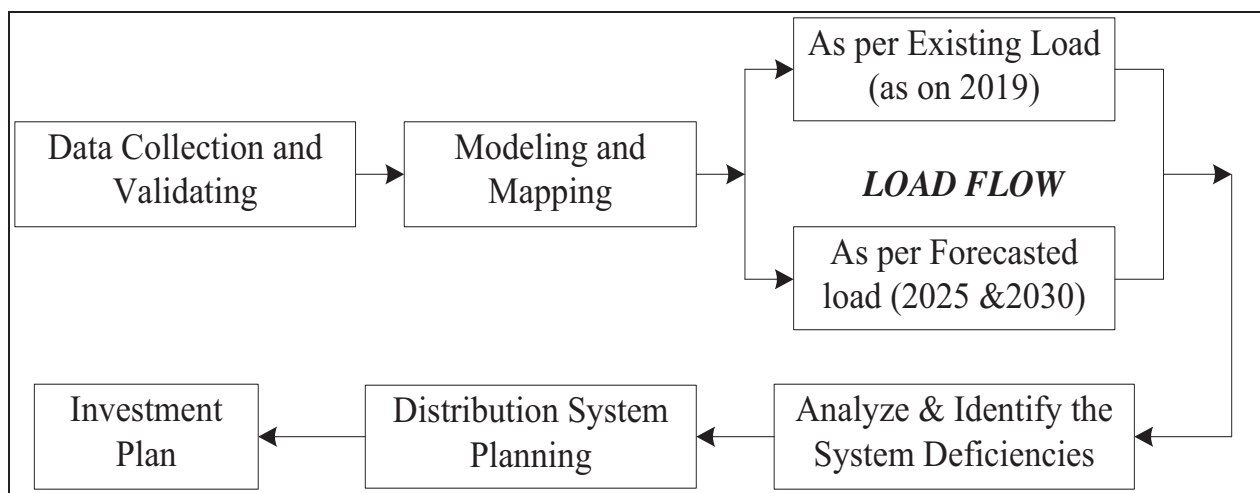 Data Collection and
Validating
Modeling and
Mapping
As per Existing Load
(as on 2019)
LOAD FLOW
As per Forecasted
load (2025 &2030)
Analyze & Identify the
System Deficiencies
Distribution System
Planning
Investment
Plan